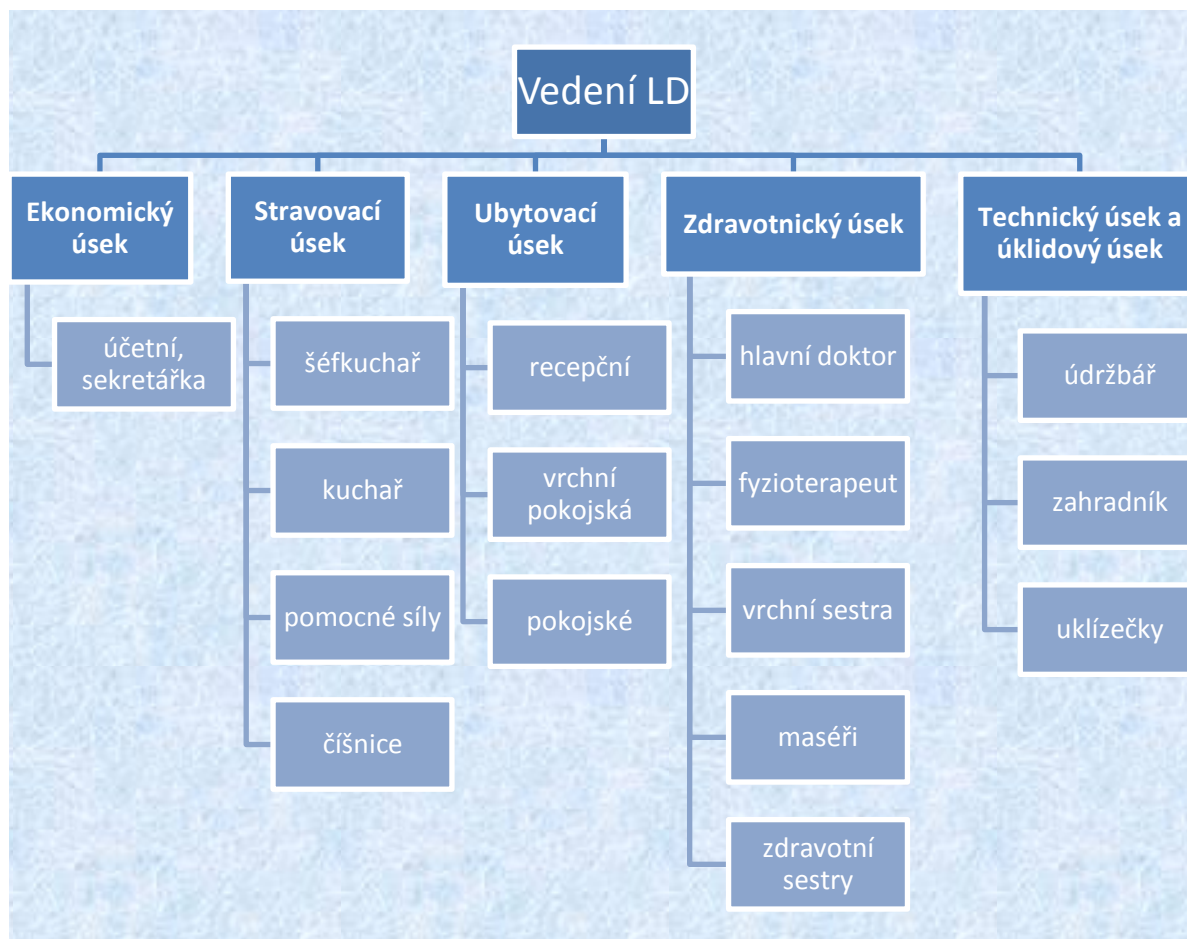 Vedení LD
Ekonomický
úsek
účetní,
sekretářka
Stravovací
úsek
šéfkuchař
kuchař
pomocné síly
číšnice
Ubytovací
úsek
recepční
vrchní
pokojská
pokojské
Zdravotnický úsek
hlavní doktor
fyzioterapeut
vrchní sestra
maséři
zdravotní
sestry
Technický úsek a
úklidový úsek
údržbář
zahradník
uklízečky